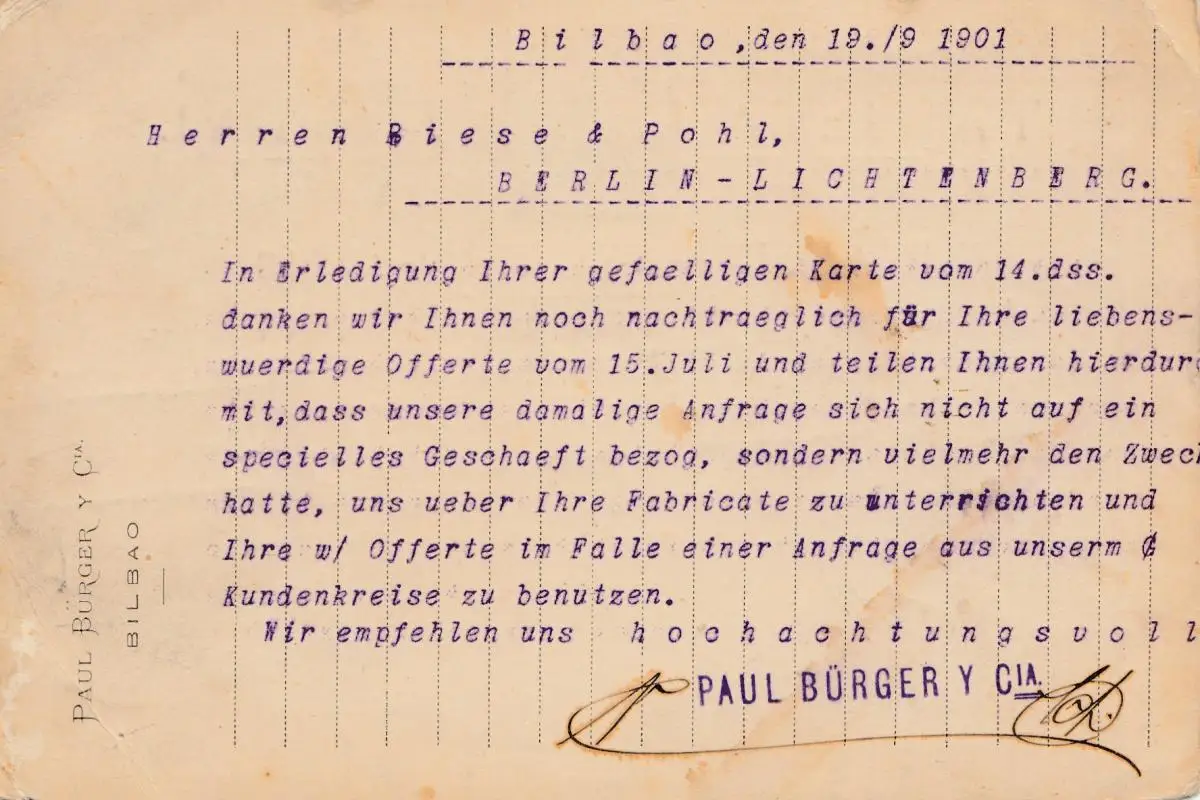 Bilbao, den 19./9 1901
Herren Riese & Pohl,
BERLIN-LICHTENBERG.
In Erledigung Ihrer gefaelligen Karte vom 14.dss.
danken wir Ihnen noch nachtraeglich für Ihre liebens-
wuerdige Offerte vom 15.Juli und teilen Ihnen hierdurc
mit,dass unsere damalige Anfrage sich nicht auf ein
specielles Geschaeft bezog, sondern vielmehr den Zweck
hatte, uns ueber Ihre Fabricate zu unterrichten und
Ihre w/ Offerte im Falle einer Anfrage aus unserm
Kundenkreise zu benutzen.
Wir empfehlen uns hochachtungsvoll
PAUL BÜRGER Y CIA.
PAUL BÜRGER Y CIA.
BILBAO